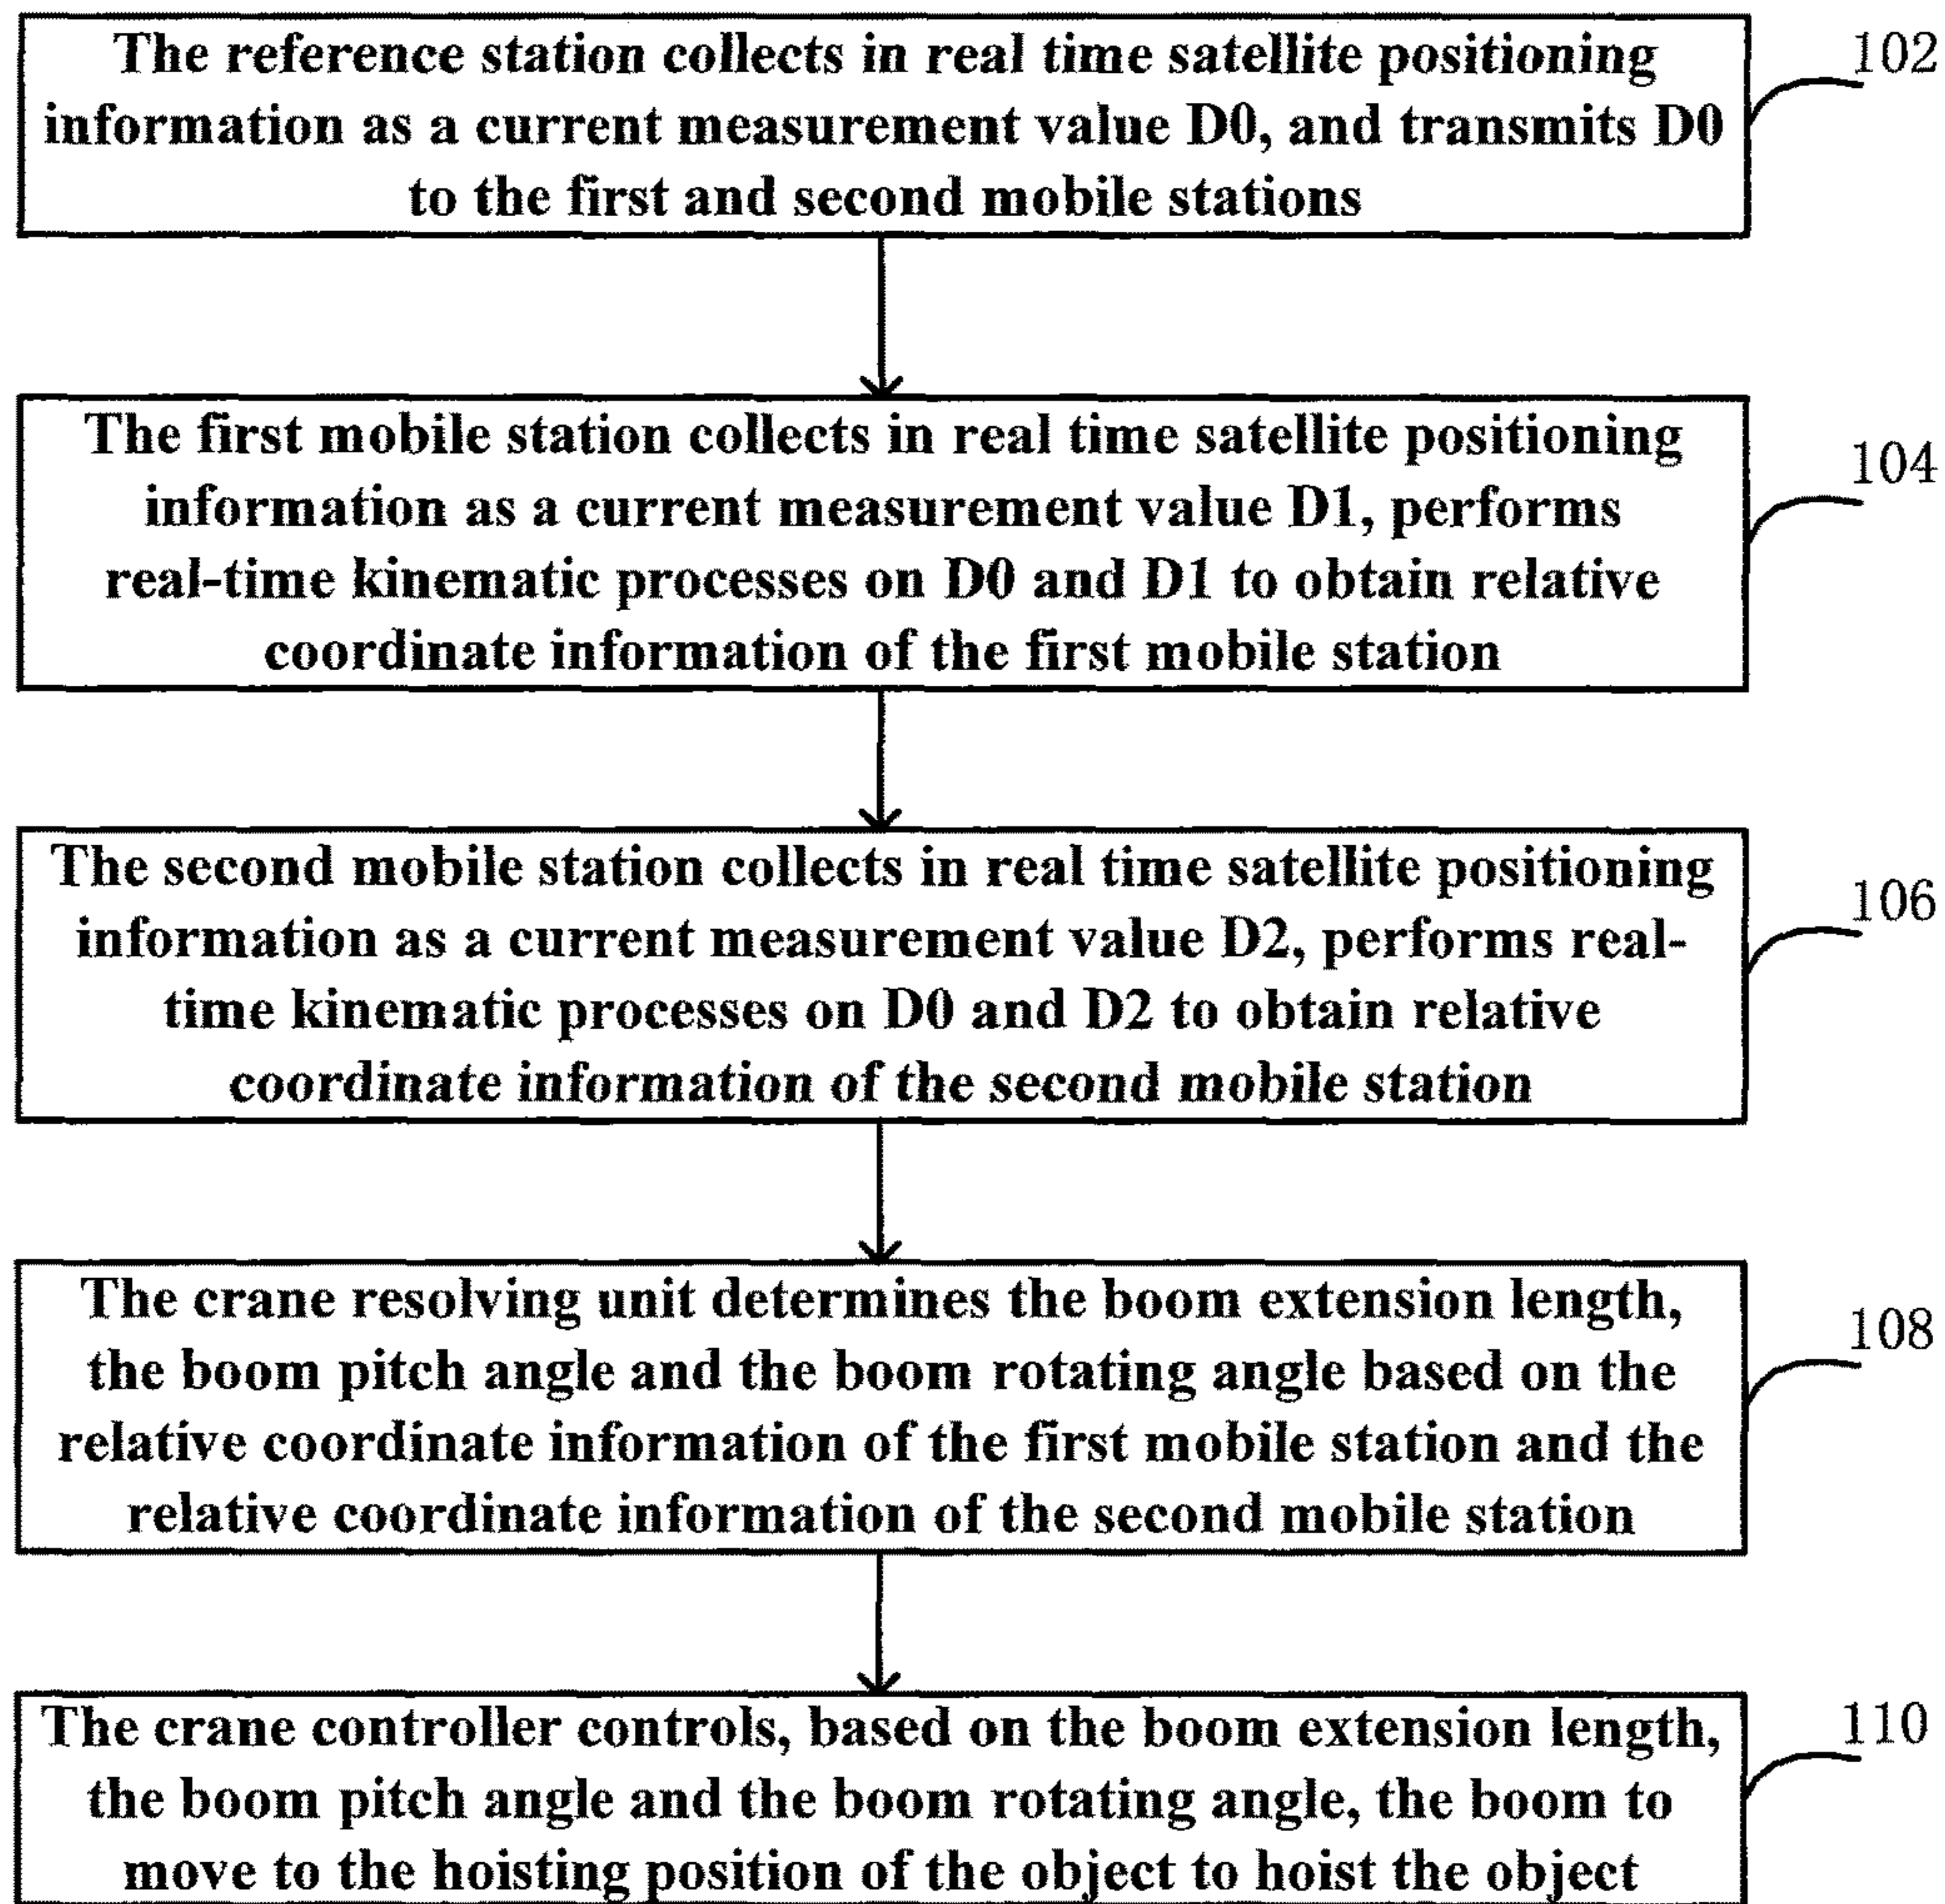 The reference station collects in real time satellite positioning
information as a current measurement value D0, and transmits D0
to the first and second mobile stations
102
The first mobile station collects in real time satellite positioning
information as a current measurement value D1, performs
real-time kinematic processes on D0 and D1 to obtain relative
coordinate information of the first mobile station
104
The second mobile station collects in real time satellite positioning
information as a current measurement value D2, performs real-
time kinematic processes on D0 and D2 to obtain relative
coordinate information of the second mobile station
106
The crane resolving unit determines the boom extension length,
the boom pitch angle and the boom rotating angle based on the
relative coordinate information of the first mobile station and the
relative coordinate information of the second mobile station
108
The crane controller controls, based on the boom extension length,
the boom pitch angle and the boom rotating angle, the boom to
move to the hoisting position of the object to hoist the object
110